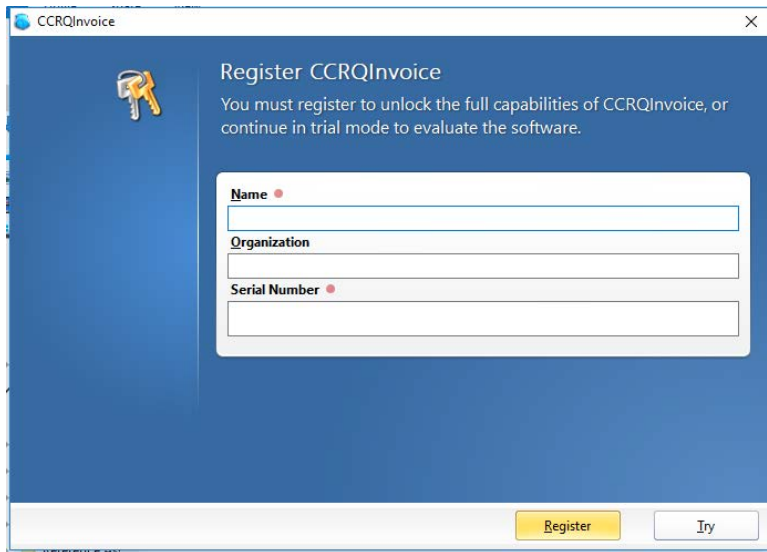 CCRQInvoice
Register CCRQInvoice
You must register to unlock the full capabilities of CCRQInvoice, or
continue in trial mode to evaluate the software.
Name
Organization
Serial Number
Register
Try